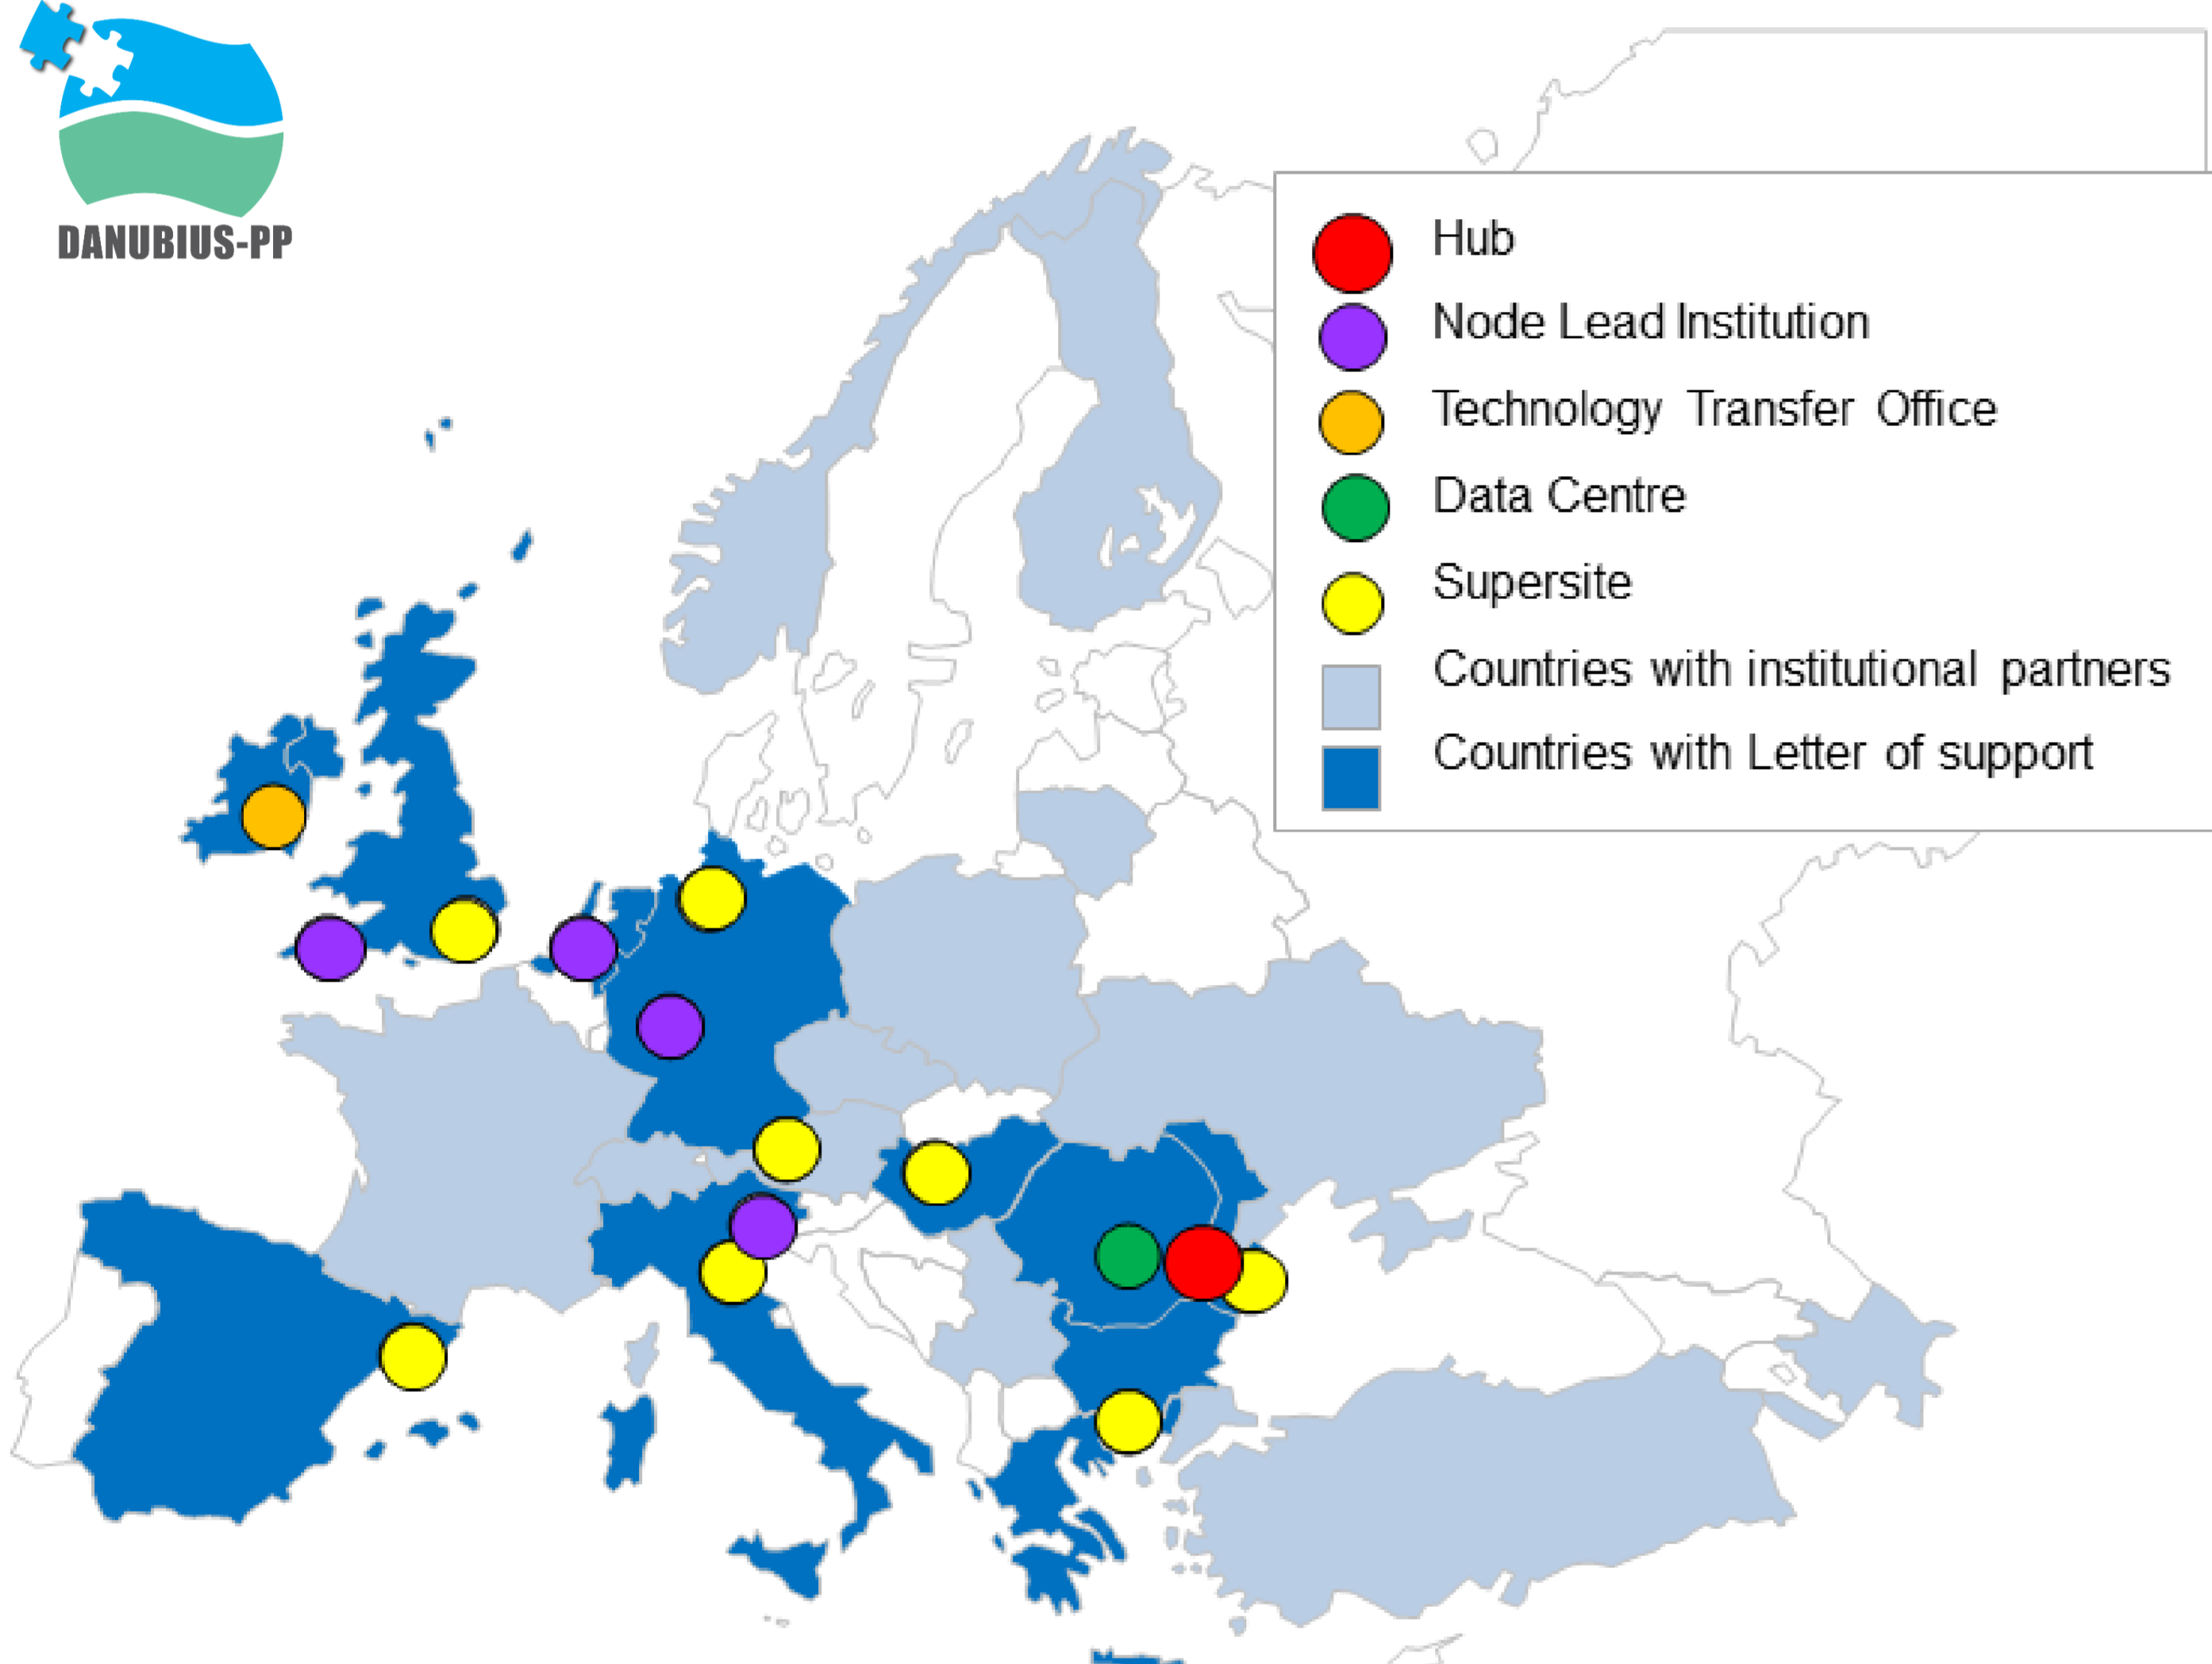 DANUBIUS-PP
Hub
Node Lead Institution
Technology Transfer Office
Data Centre
Supersite
Countries with institutional partners
Countries with Letter of support